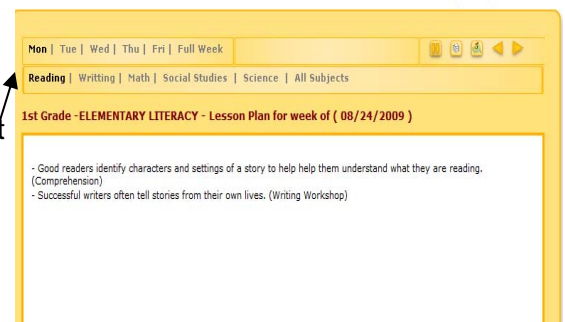 Mon | Tue | Wed | Thu | Fri | Full Week
Reading | Writting | Math | Social Studies | Science | All Subjects
1st Grade -ELEMENTARY LITERACY - Lesson Plan for week of ( 08/24/2009 )
- Good readers identify characters and settings of a story to help help them understand what they are reading.
(Comprehension)
- Successful writers often tell stories from their own lives. (Writing Workshop)